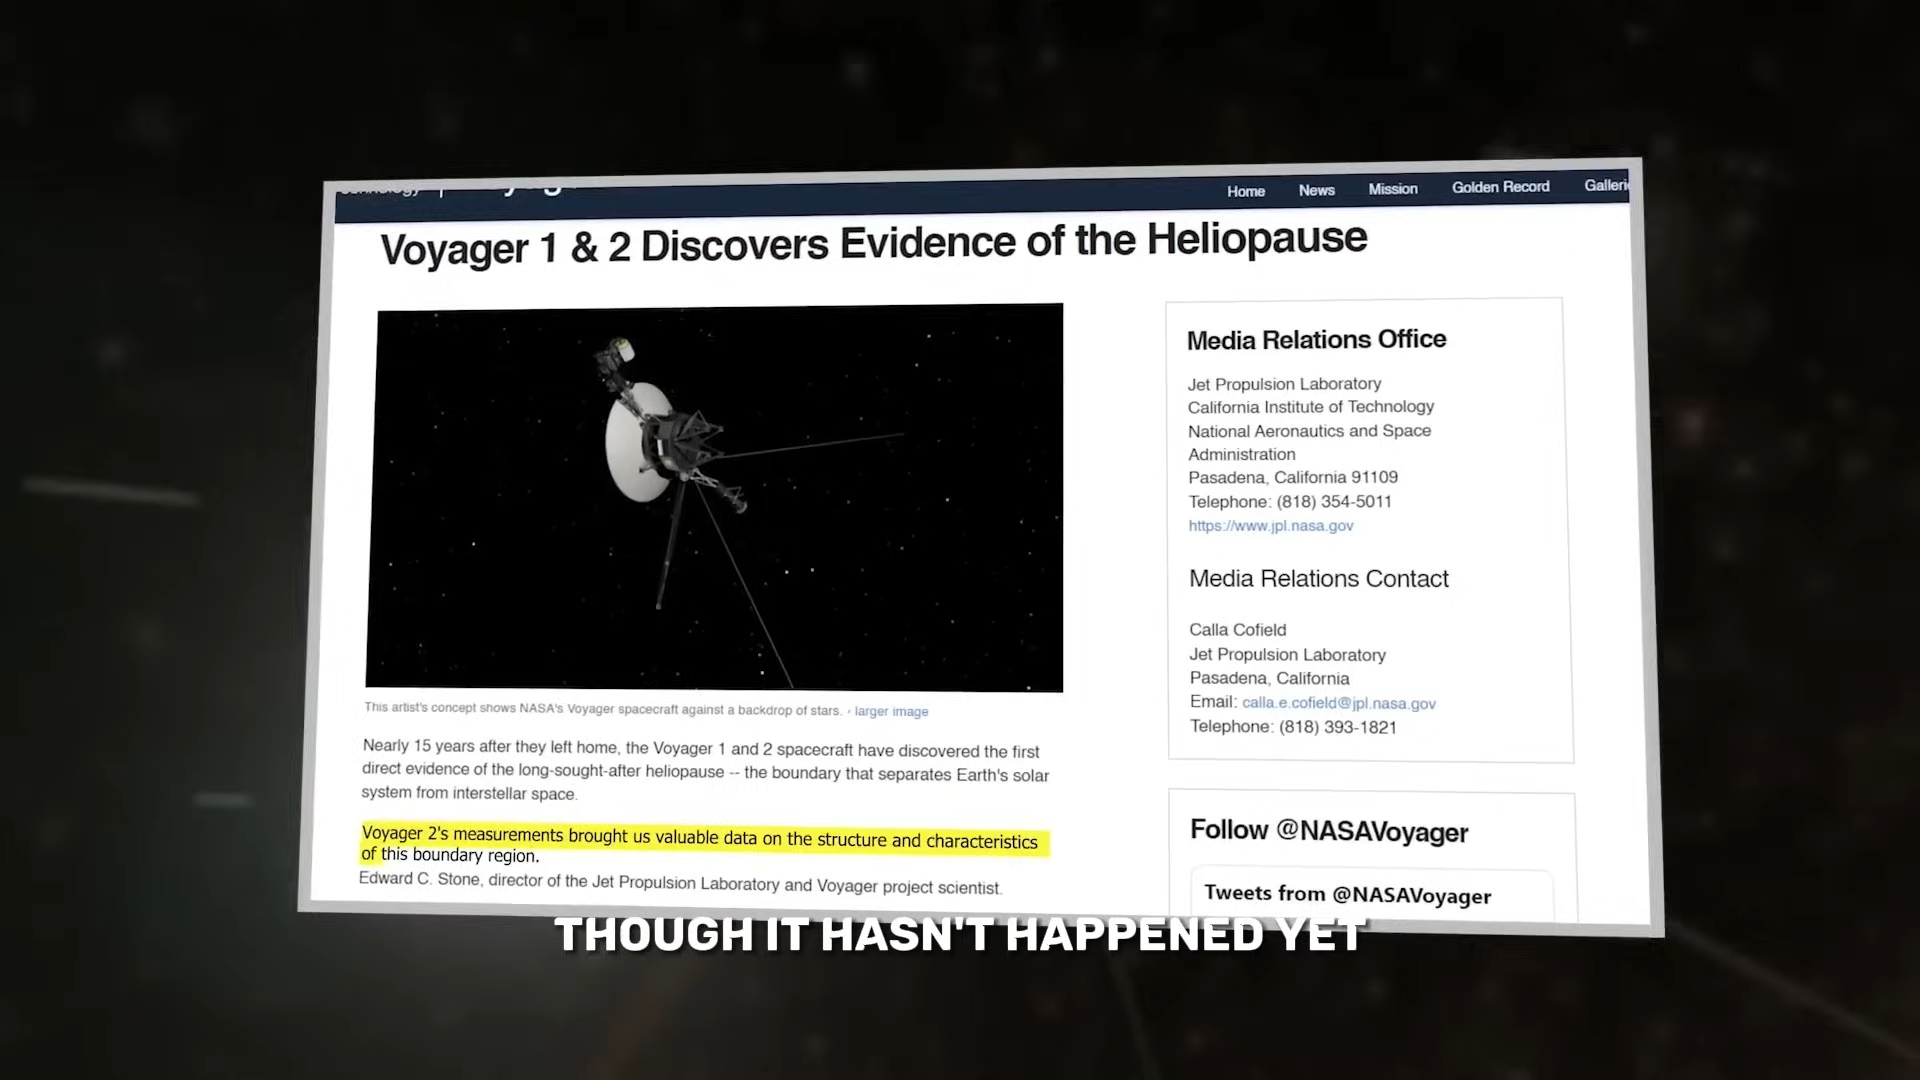 Home News Mission Golden Record Galleri
Voyager 1 & 2 Discovers Evidence of the Heliopause
This artist's concept shows NASA's Voyager spacecraft against a backdrop of stars. › larger image
Nearly 15 years after they left home, the Voyager 1 and 2 spacecraft have discovered the first
direct evidence of the long-sought-after heliopause -- the boundary that separates Earth's solar
system from interstellar space.
Voyager 2's measurements brought us valuable data on the structure and characteristics
of this boundary region.
Edward C. Stone, director of the Jet Propulsion Laboratory and Voyager project scientist.
Media Relations Office
Jet Propulsion Laboratory
California Institute of Technology
National Aeronautics and Space
Administration
Pasadena, California 91109
Telephone: (818) 354-5011
https://www.jpl.nasa.gov
Media Relations Contact
Calla Cofield
Jet Propulsion Laboratory
Pasadena, California
Email: calla.e.cofield@jpl.nasa.gov
Telephone: (818) 393-1821
Follow @NASAVoyager
Tweets from @NASAVoyager
THOUGH IT HASN'T HAPPENED YET